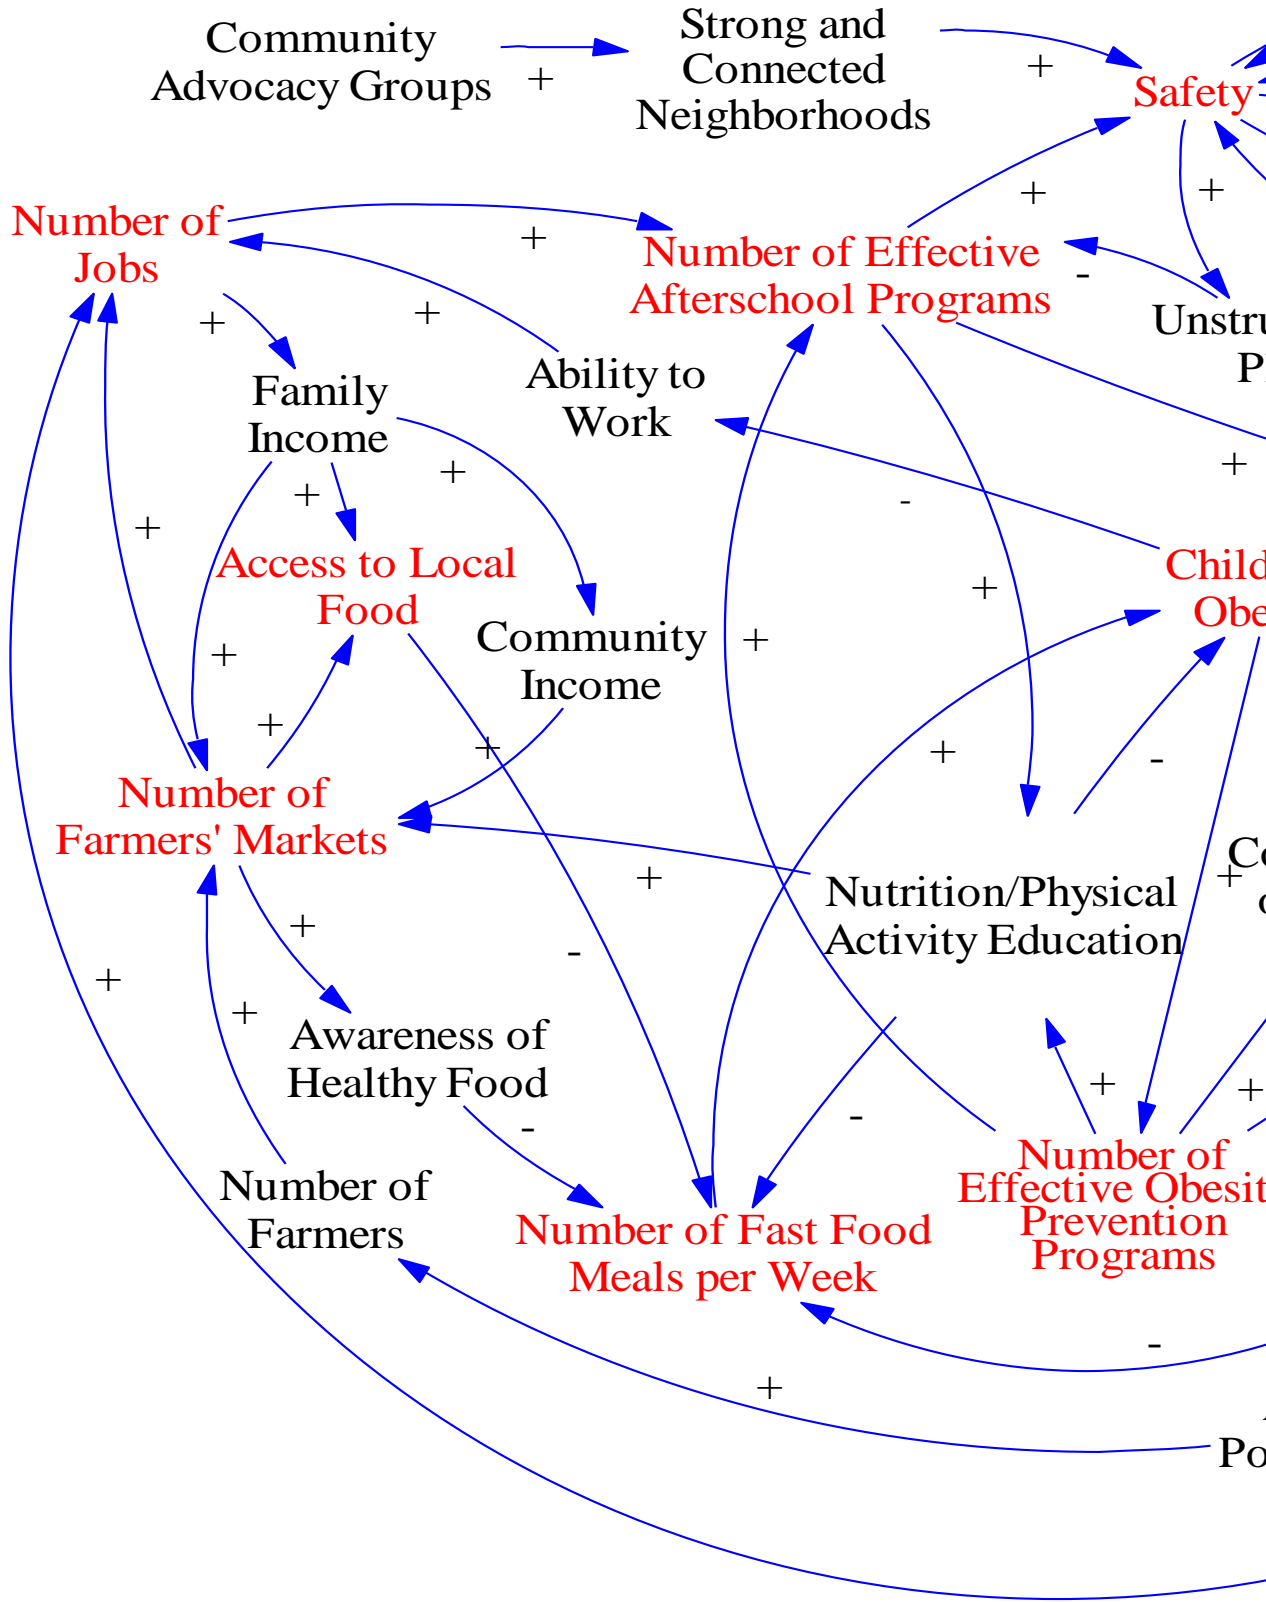 Community
Advocacy Groups
+
Strong and
Connected
Neighborhoods
+
Safety
+
+
Number of
Jobs
+
Number of Effective
Afterschool Programs
-
+
+
Ability to
Work
Family
Income
+
+
+
-
+
Access to Local
Food
+
Community
Income
+
+
+
+
+
-
Number of
Farmers' Markets
+
+
Nutrition/Physical
Activity Education
+
+
-
+
+
Awareness of
Healthy Food
-
-
+
+
Number of
Farmers
Number of Fast Food
Meals per Week
Number of
Effective
Prevention
Programs
-
+